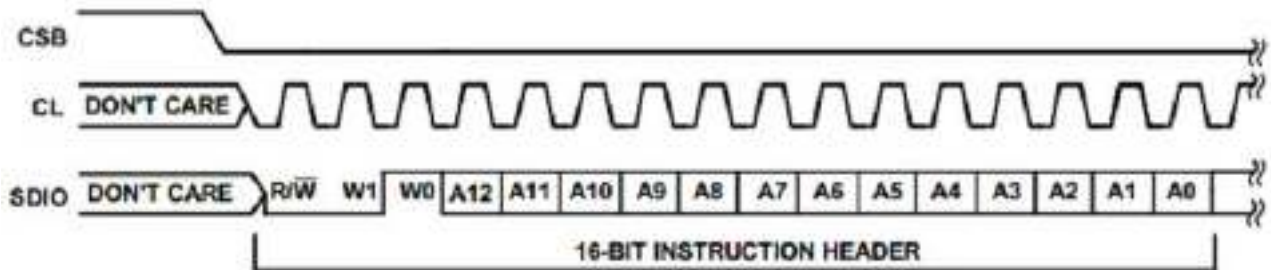 CSB
CL DON'T CARE
SDIO DON'T CARE R/W̅ W1 W0 A12 A11 A10 A9 A8 A7 A6 A5 A4 A3 A2 A1 A0
16-BIT INSTRUCTION HEADER